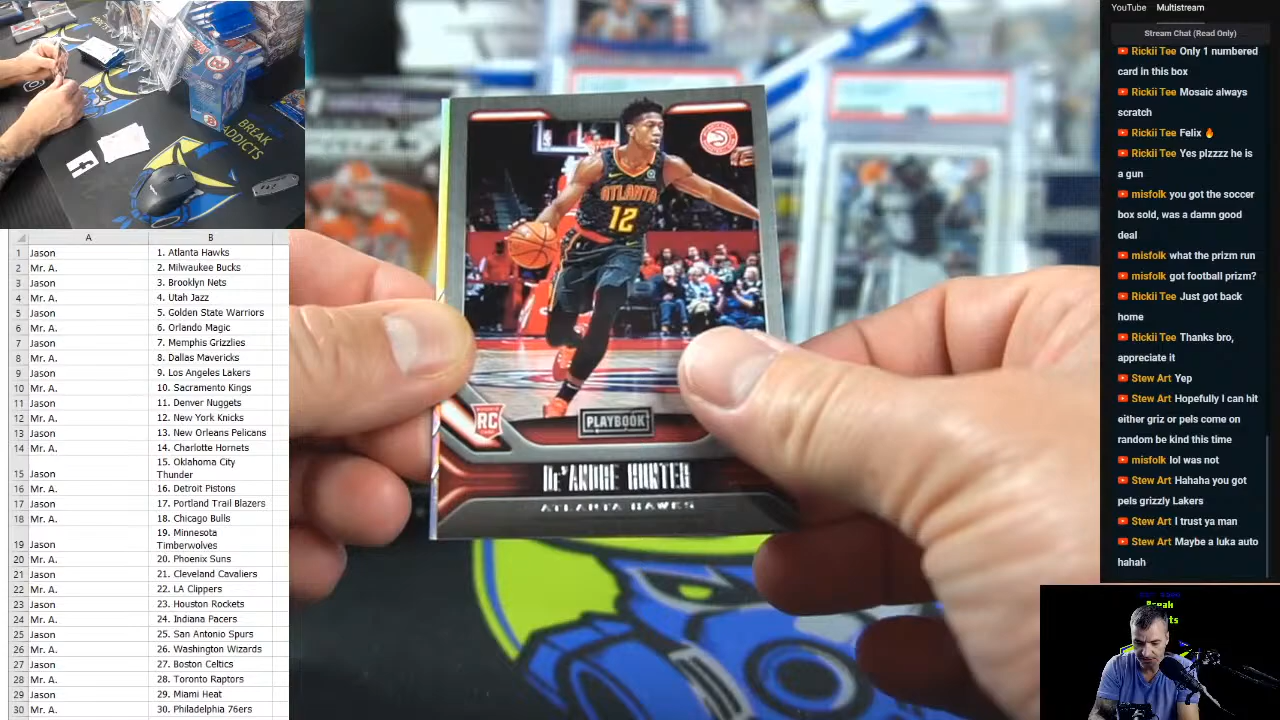 BREAK
ADDICTS
A B
1 Jason 1. Atlanta Hawks
2 Mr. A. 2. Milwaukee Bucks
3 Jason 3. Brooklyn Nets
4 Mr. A. 4. Utah Jazz
5 Jason 5. Golden State Warriors
6 Mr. A. 6. Orlando Magic
7 Jason 7. Memphis Grizzlies
8 Mr. A. 8. Dallas Mavericks
9 Jason 9. Los Angeles Lakers
10 Mr. A. 10. Sacramento Kings
11 Jason 11. Denver Nuggets
12 Mr. A. 12. New York Knicks
13 Jason 13. New Orleans Pelicans
14 Mr. A. 14. Charlotte Hornets
15. Oklahoma City
15 Jason Thunder
16 Mr. A. 16. Detroit Pistons
17 Jason 17. Portland Trail Blazers
18 Mr. A. 18. Chicago Bulls
19. Minnesota
19 Jason Timberwolves
20 Mr. A. 20. Phoenix Suns
21 Jason 21. Cleveland Cavaliers
22 Mr. A. 22. LA Clippers
23 Jason 23. Houston Rockets
24 Mr. A. 24. Indiana Pacers
25 Jason 25. San Antonio Spurs
26 Mr. A. 26. Washington Wizards
27 Jason 27. Boston Celtics
28 Mr. A. 28. Toronto Raptors
29 Jason 29. Miami Heat
30 Mr. A. 30. Philadelphia 76ers
ATLANTA
12
RC
PLAYBOOK
DE'ANDRE HUNTER
ATLANTA HAWKS
YouTube Multistream
Stream Chat (Read Only)
Rickii Tee Only 1 numbered
card in this box
Rickii Tee Mosaic always
scratch
Rickii Tee Felix 🔥
Rickii Tee Yes plzzzz he is
a gun
misfolk you got the soccer
box sold, was a damn good
deal
misfolk what the prizm run
misfolk got football prizm?
Rickii Tee Just got back
home
Rickii Tee Thanks bro,
appreciate it
Stew Art Yep
Stew Art Hopefully I can hit
either griz or pels come on
random be kind this time
misfolk lol was not
Stew Art Hahaha you got
pels grizzly Lakers
Stew Art I trust ya man
Stew Art Maybe a luka auto
hahah
Break